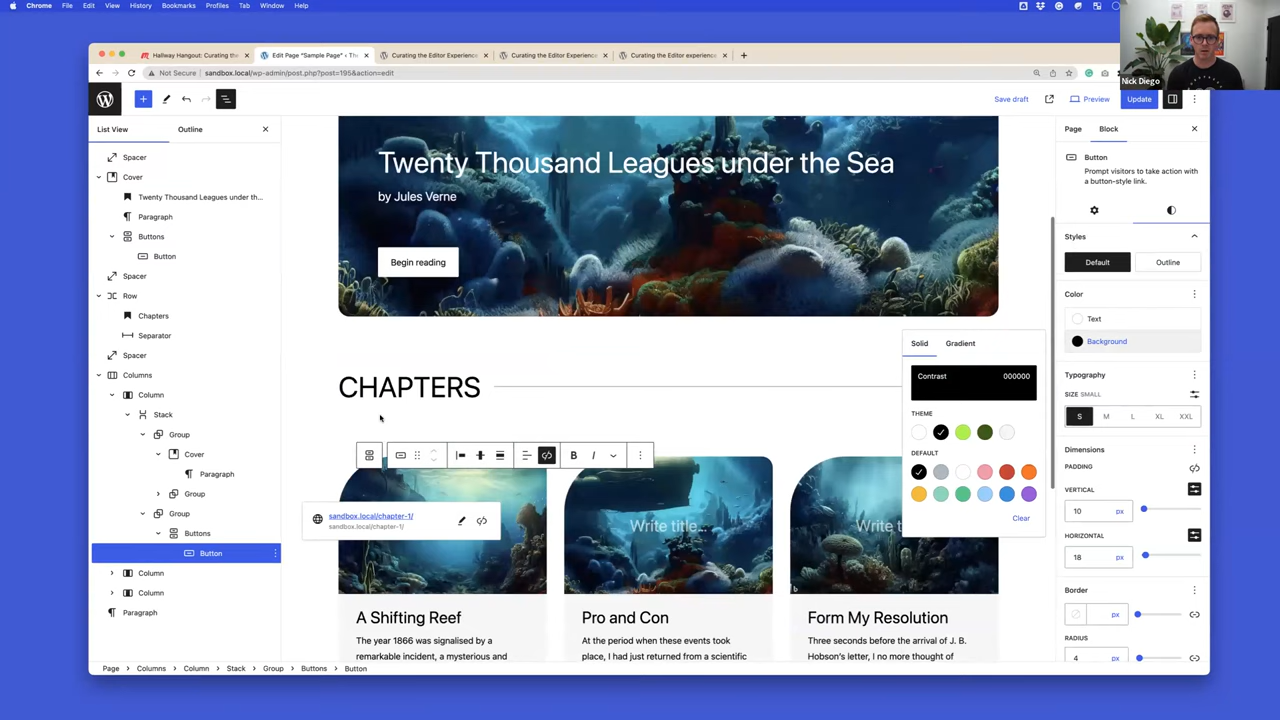 Chrome File Edit View History Bookmarks Profiles Tab Window Help
Nick Diego
Hallway Hangout: Curating the
Edit Page “Sample Page” ‹ Th
Curating the Editor Experience
Curating the Editor Experience
Curating the Editor experience
Not Secure sandbox.local/wp-admin/post.php?post=195&action=edit
Save draft
Preview
Update
List View
Outline
Spacer
Cover
Twenty Thousand Leagues under th...
Paragraph
Buttons
Button
Spacer
Row
Chapters
Separator
Spacer
Columns
Column
Stack
Group
Cover
Paragraph
Group
Group
Buttons
Button
Column
Column
Paragraph
Twenty Thousand Leagues under the Sea
by Jules Verne
Begin reading
CHAPTERS
B I
sandbox.local/chapter-1/
sandbox.local/chapter-1/
Write title...
Write t
A Shifting Reef
The year 1866 was signalised by a
remarkable incident, a mysterious and
Pro and Con
At the period when these events took
place, I had just returned from a scientific
Form My Resolution
Three seconds before the arrival of J. B.
Hobson's letter, I no more thought of
Solid
Gradient
Contrast 000000
THEME
DEFAULT
Clear
Page
Block
Button
Prompt visitors to take action with
a button-style link.
Styles
Default
Outline
Color
Text
Background
Typography
SIZE SMALL
S M L XL XXL
Dimensions
PADDING
VERTICAL
10 px
HORIZONTAL
18 px
Border
px
RADIUS
4 px
Page › Columns › Column › Stack › Group › Buttons › Button